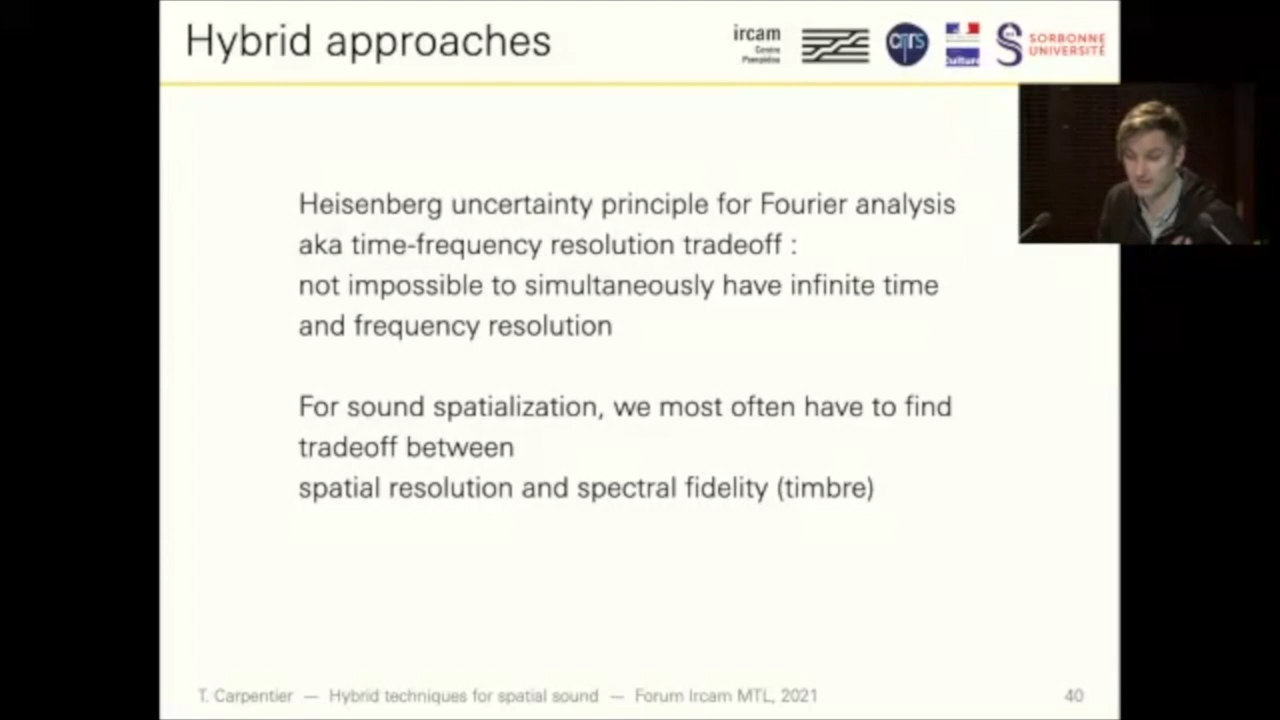 Hybrid approaches
ircam
Centre
Pompidou
cnrs
Culture
SORBONNE
UNIVERSITÉ
Heisenberg uncertainty principle for Fourier analysis
aka time-frequency resolution tradeoff :
not impossible to simultaneously have infinite time
and frequency resolution
For sound spatialization, we most often have to find
tradeoff between
spatial resolution and spectral fidelity (timbre)
T. Carpentier — Hybrid techniques for spatial sound — Forum Ircam MTL, 2021
40